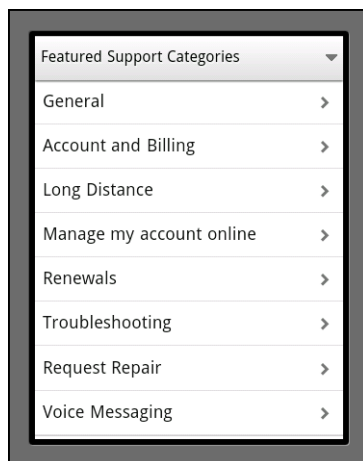 Featured Support Categories
General
Account and Billing
Long Distance
Manage my account online
Renewals
Troubleshooting
Request Repair
Voice Messaging